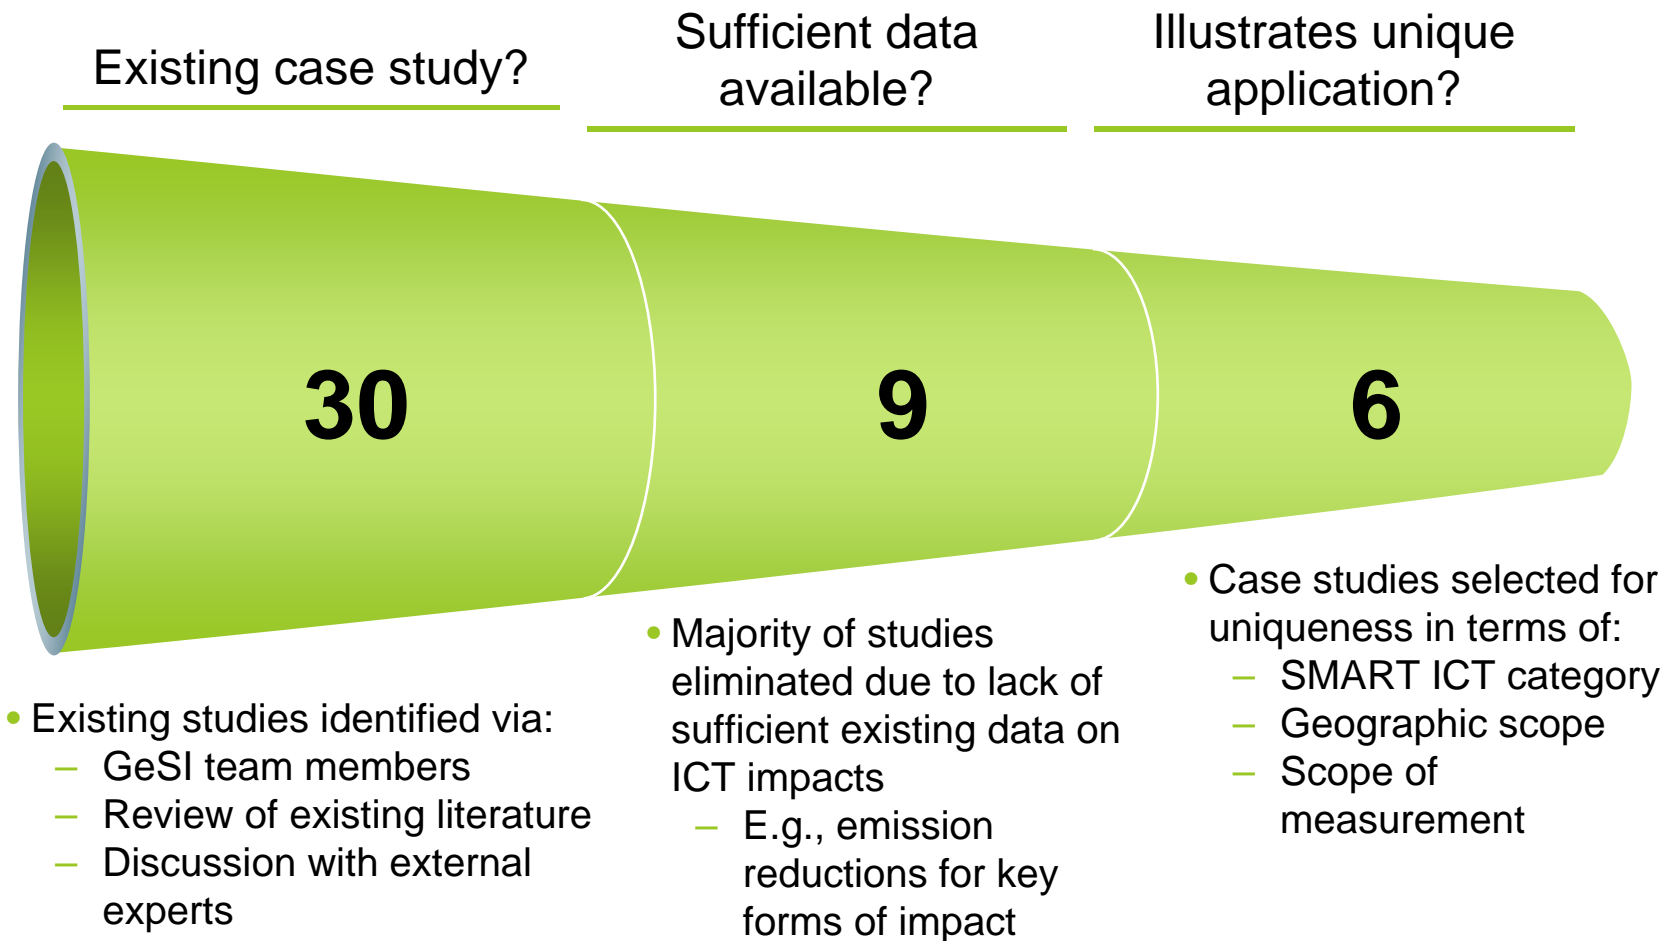 Existing case study?
Sufficient data
available?
Illustrates unique
application?
30
9
6
• Existing studies identified via:
– GeSI team members
– Review of existing literature
– Discussion with external
experts
• Majority of studies
eliminated due to lack of
sufficient existing data on
ICT impacts
– E.g., emission
reductions for key
forms of impact
• Case studies selected for
uniqueness in terms of:
– SMART ICT category
– Geographic scope
– Scope of
measurement